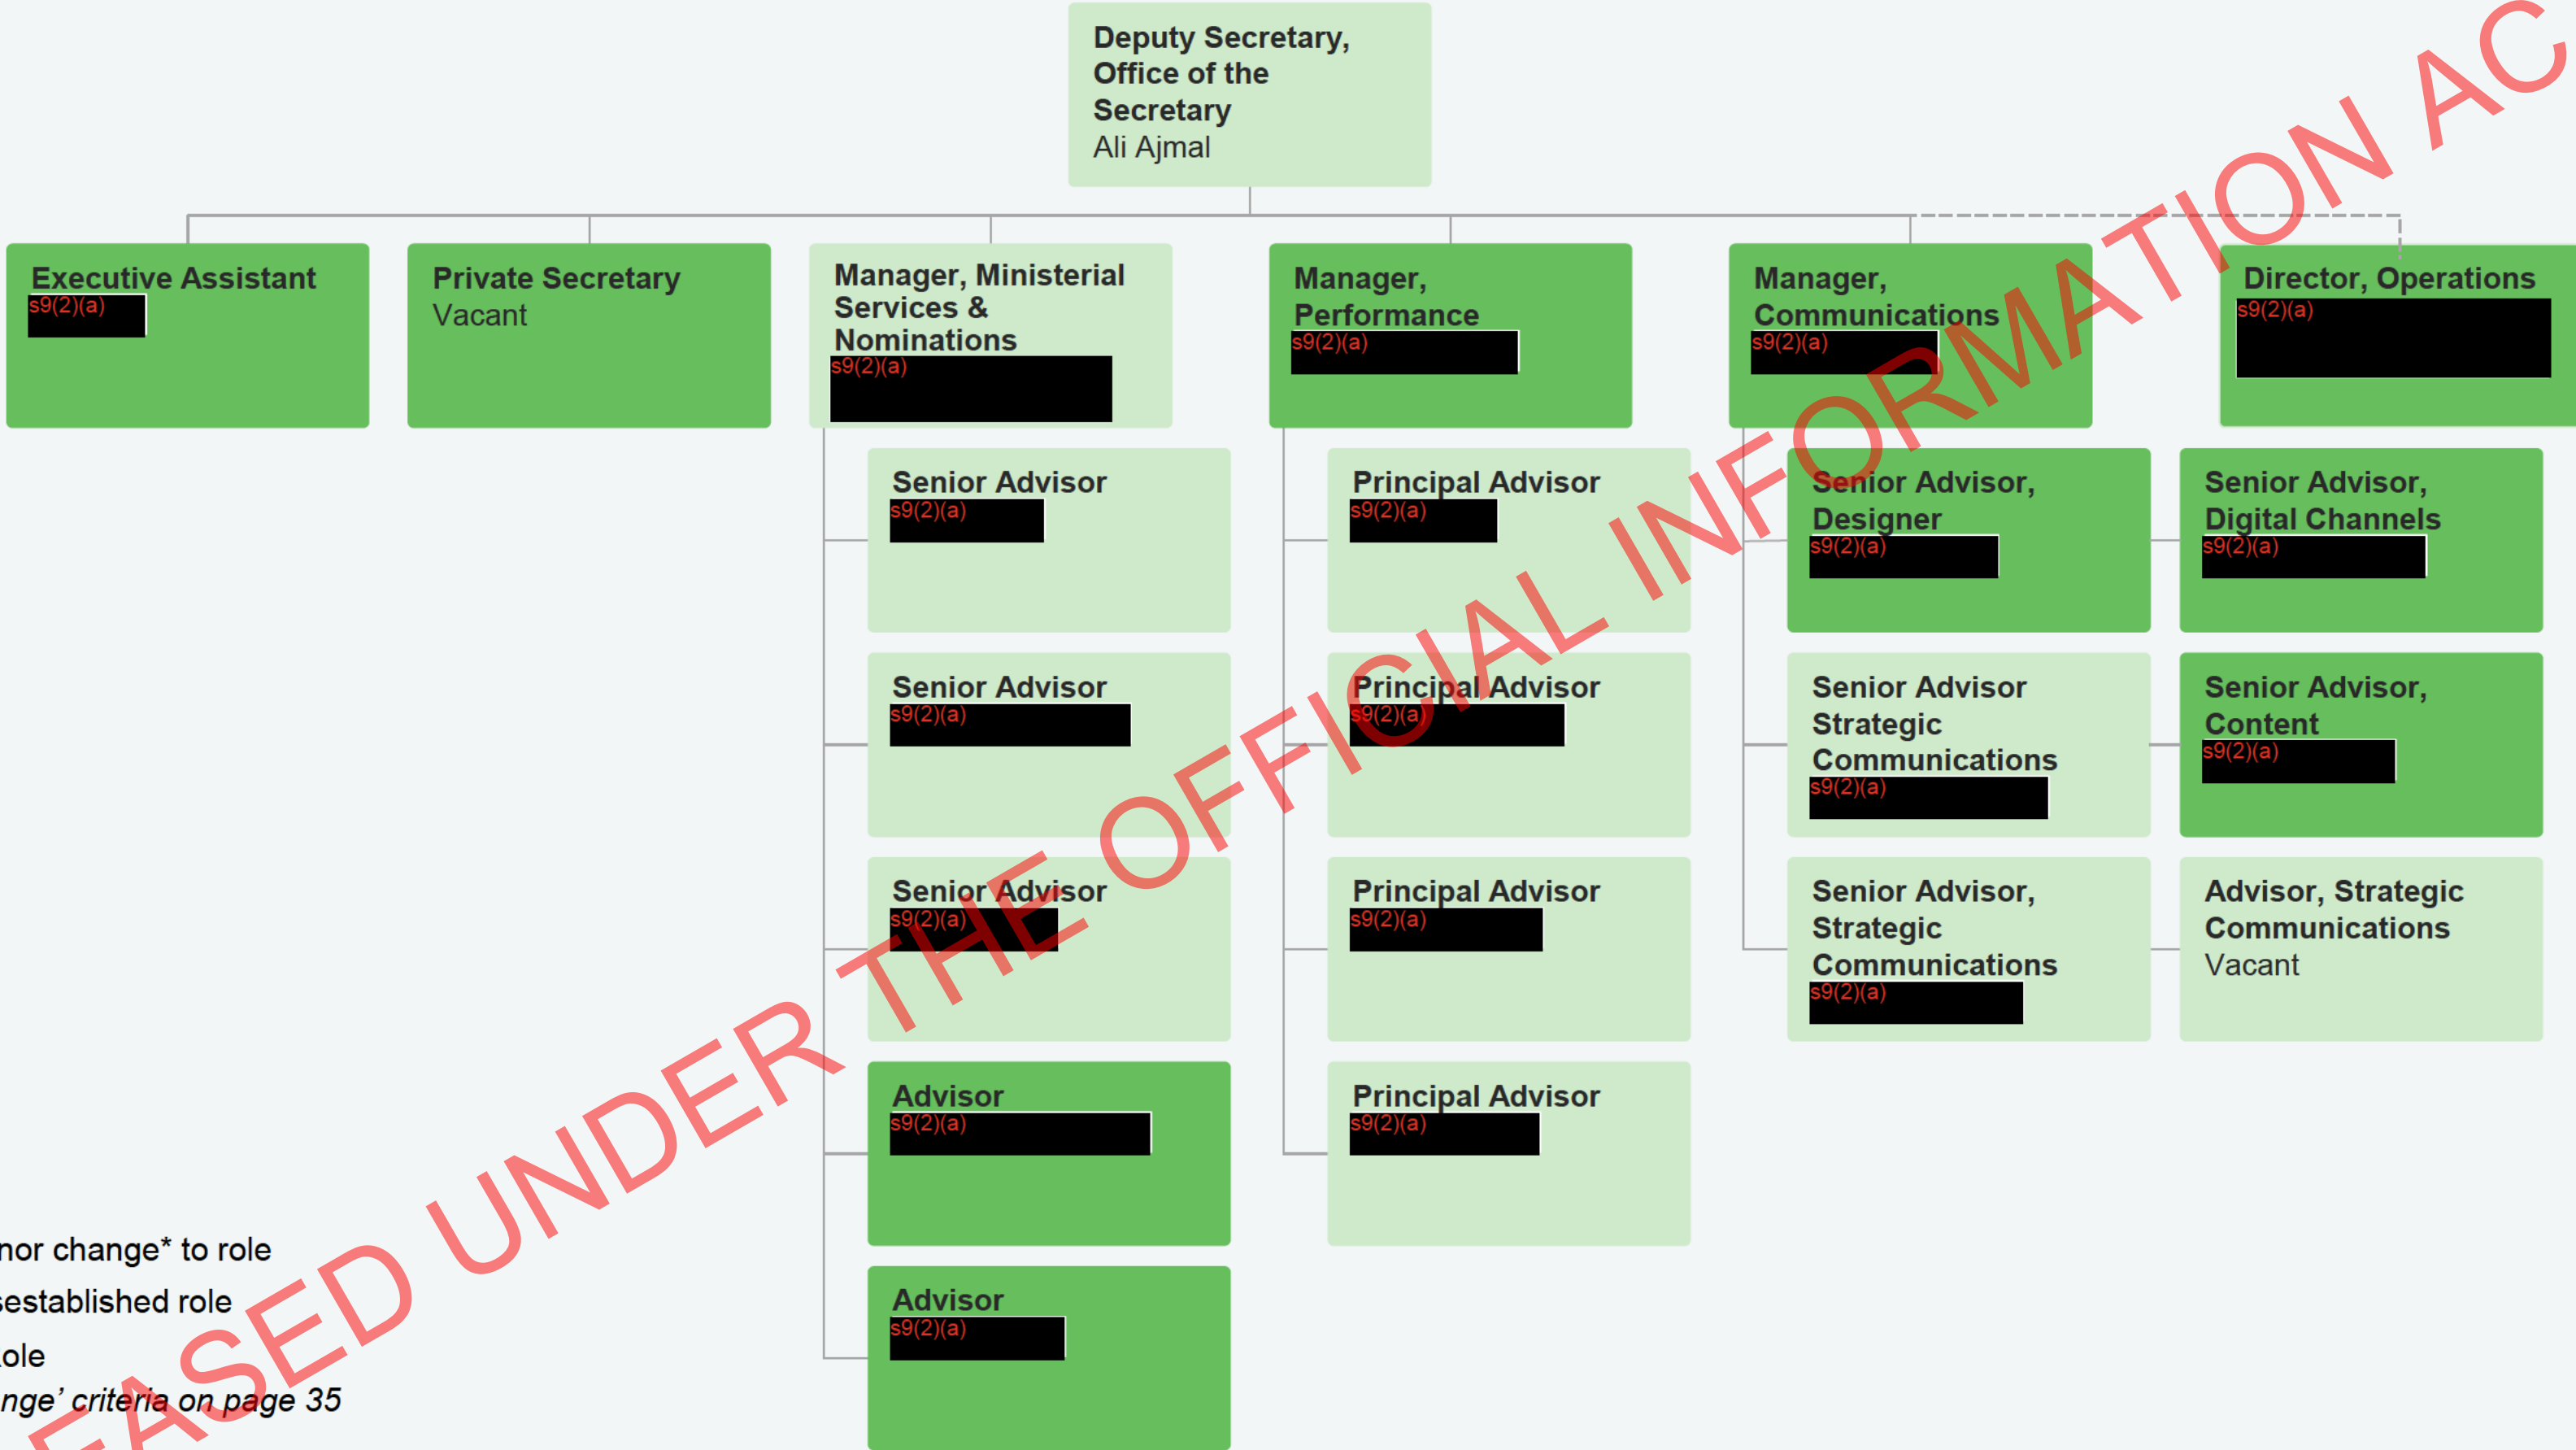 Deputy Secretary,
Office of the
Secretary
Ali Ajmal
Executive Assistant
s9(2)(a)
Private Secretary
Vacant
Manager, Ministerial
Services &
Nominations
s9(2)(a)
Manager,
Performance
s9(2)(a)
Manager,
Communications
s9(2)(a)
Director, Operations
s9(2)(a)
Senior Advisor
s9(2)(a)
Senior Advisor
s9(2)(a)
Senior Advisor
s9(2)(a)
Advisor
s9(2)(a)
Advisor
s9(2)(a)
Principal Advisor
s9(2)(a)
Principal Advisor
s9(2)(a)
Principal Advisor
s9(2)(a)
Principal Advisor
s9(2)(a)
Senior Advisor,
Designer
s9(2)(a)
Senior Advisor
Strategic
Communications
s9(2)(a)
Senior Advisor,
Strategic
Communications
s9(2)(a)
Senior Advisor,
Digital Channels
s9(2)(a)
Senior Advisor,
Content
s9(2)(a)
Advisor, Strategic
Communications
Vacant
nor change* to role
sestablished role
ole
nge’ criteria on page 35
EASED UNDER THE OFFICIAL INFORMATION AC